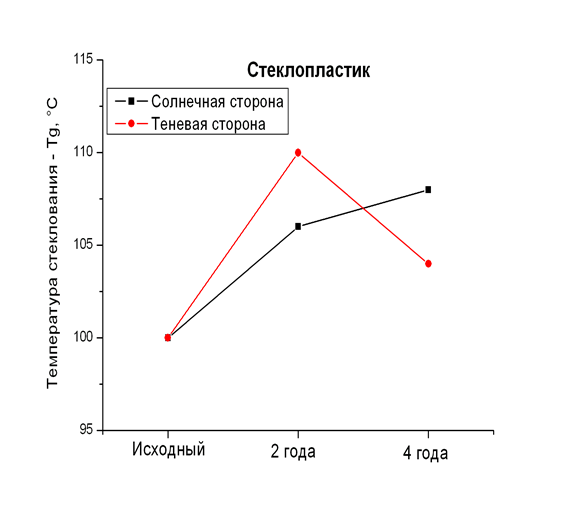 Стеклопластик
Солнечная сторона
Теневая сторона
Температура стеклования - Tg, °C
115
110
105
100
95
Исходный
2 года
4 года